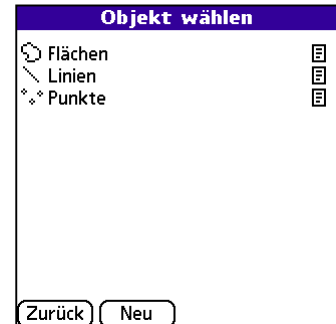 Objekt wählen
Flächen
Linien
Punkte
Zurück Neu